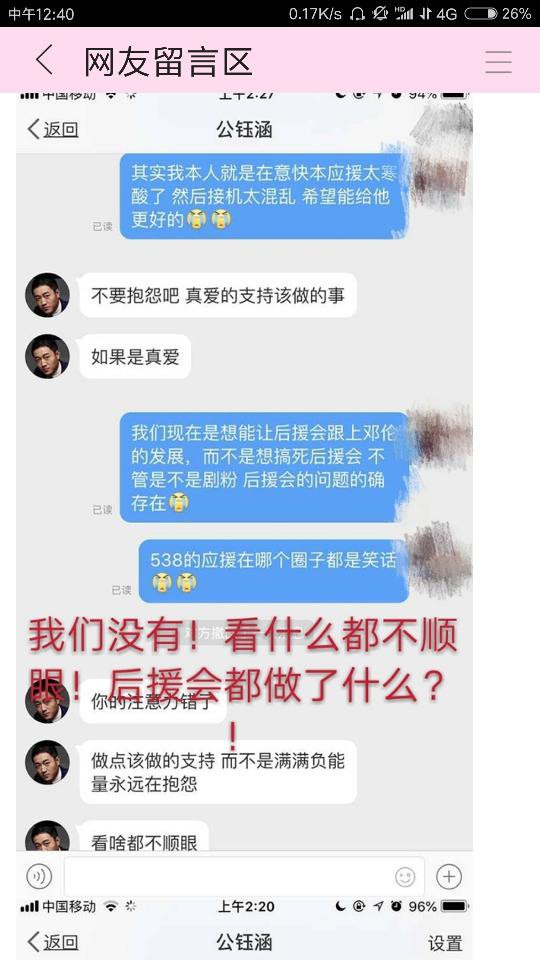 中午12:40
0.17K/s
HD
4G
26%
网友留言区
中国移动
上午2:27
94%
返回
公钰涵
其实我本人就是在意快本应援太寒
酸了 然后接机太混乱 希望能给他
更好的😭😭
已读
不要抱怨吧 真爱的支持该做的事
如果是真爱
我们现在是想能让后援会跟上邓伦
的发展，而不是想搞死后援会 不
管是不是剧粉 后援会的问题的确
存在😭
已读
538的应援在哪个圈子都是笑话
😭😭
已读
我们没有！看什么都不顺
眼！后援会都做了什么？
！
你的注意力错了
做点该做的支持 而不是满满负能
量永远在抱怨
看啥都不顺眼
中国移动
上午2:20
96%
返回
公钰涵
设置